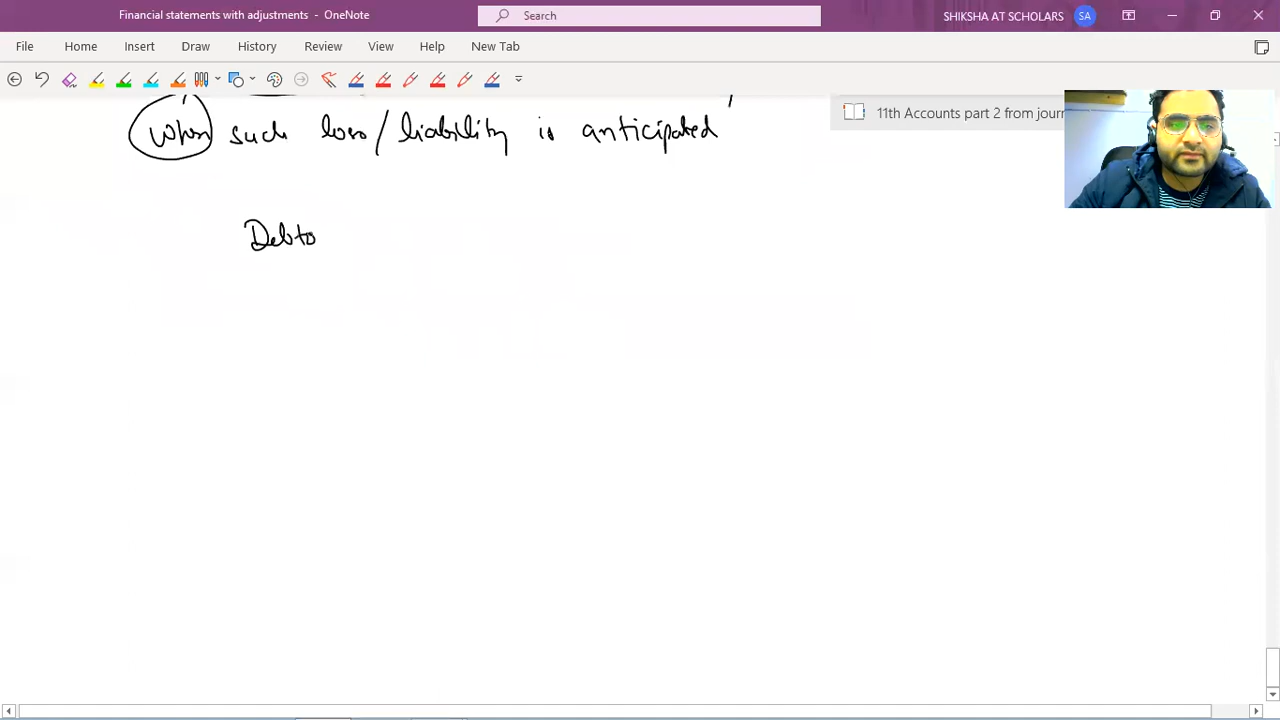 Financial statements with adjustments - OneNote
Search
SHIKSHA AT SCHOLARS SA
File Home Insert Draw History Review View Help New Tab
11th Accounts part 2 from journ
When such loss/liability is anticipated
Debto